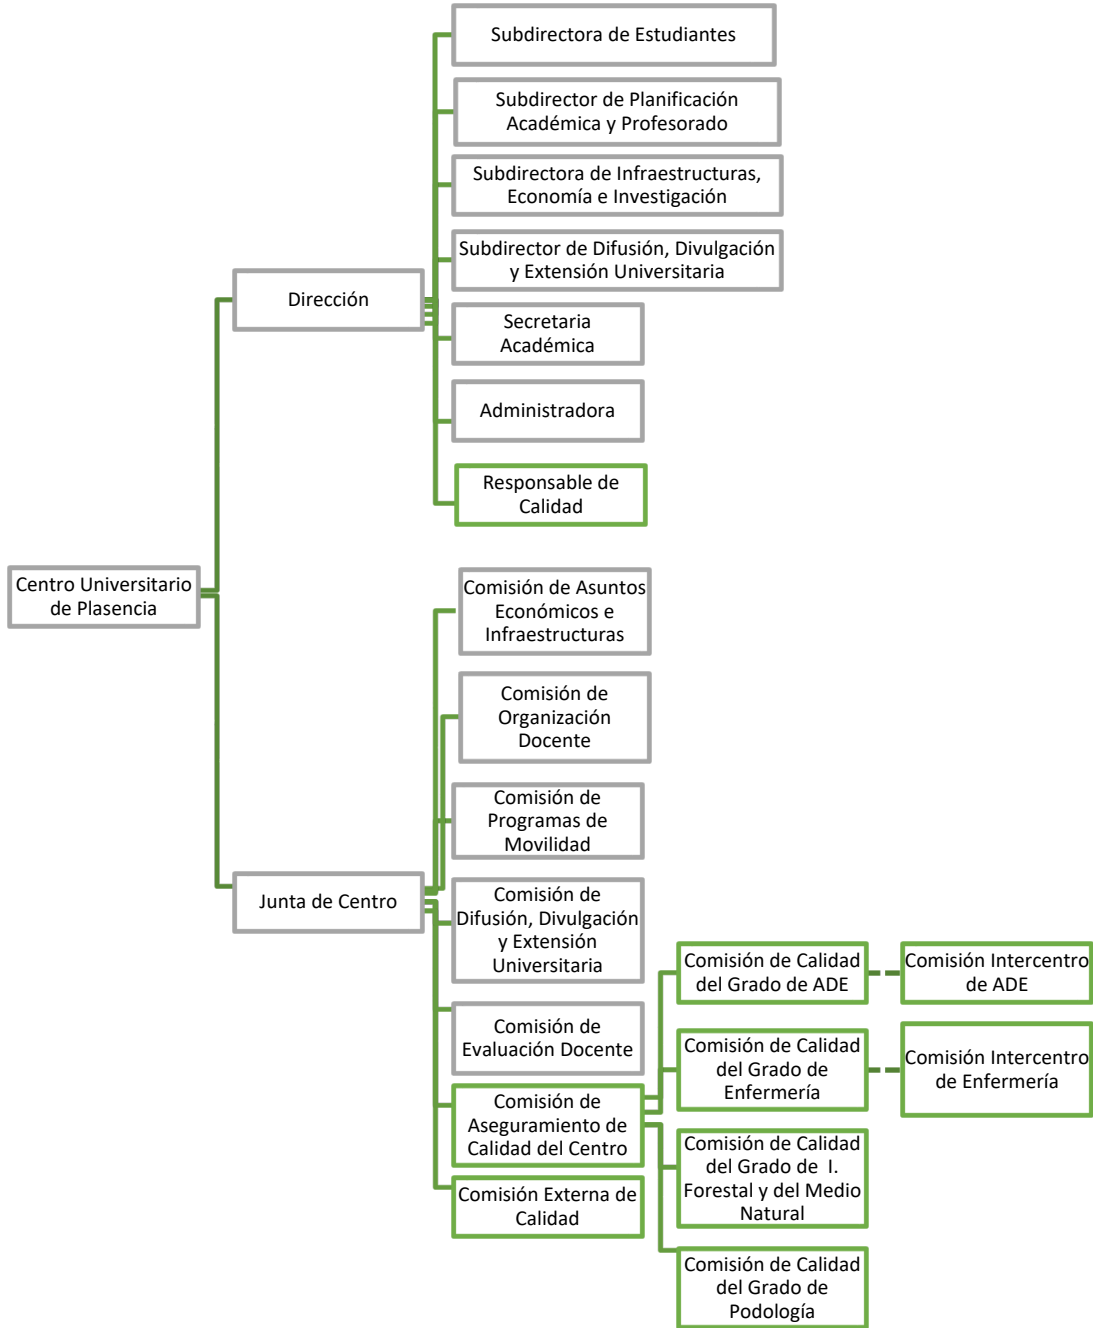 Subdirectora de Estudiantes
Subdirector de Planificación
Académica y Profesorado
Subdirectora de Infraestructuras,
Economía e Investigación
Subdirector de Difusión, Divulgación
y Extensión Universitaria
Dirección
Secretaria
Académica
Administradora
Responsable de
Calidad
Centro Universitario
de Plasencia
Comisión de Asuntos
Económicos e
Infraestructuras
Comisión de
Organización
Docente
Comisión de
Programas de
Movilidad
Junta de Centro
Comisión de
Difusión, Divulgación
y Extensión
Universitaria
Comisión de
Evaluación Docente
Comisión de
Aseguramiento de
Calidad del Centro
Comisión Externa de
Calidad
Comisión de Calidad
del Grado de ADE
Comisión Intercentro
de ADE
Comisión de Calidad
del Grado de
Enfermería
Comisión Intercentro
de Enfermería
Comisión de Calidad
del Grado de I.
Forestal y del Medio
Natural
Comisión de Calidad
del Grado de
Podología